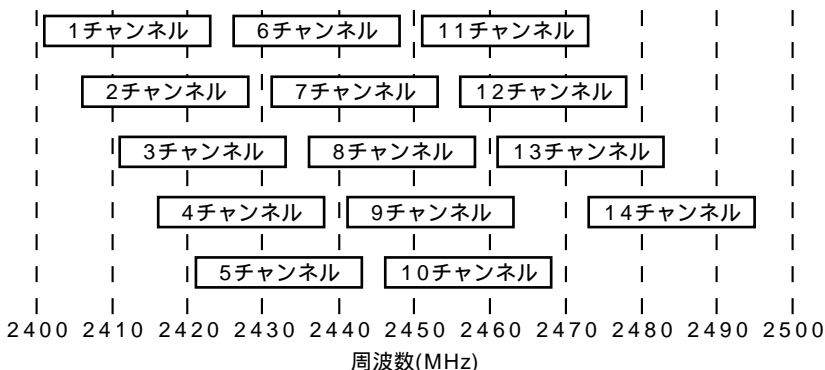 1チャンネル 6チャンネル 11チャンネル
2チャンネル 7チャンネル 12チャンネル
3チャンネル 8チャンネル 13チャンネル
4チャンネル 9チャンネル 14チャンネル
5チャンネル 10チャンネル
2400 2410 2420 2430 2440 2450 2460 2470 2480 2490 2500
周波数(MHz)